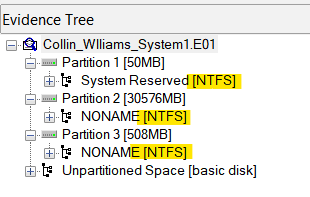 Evidence Tree
Collin_WIliams_System1.E01
Partition 1 [50MB]
System Reserved [NTFS]
Partition 2 [30576MB]
NONAME [NTFS]
Partition 3 [508MB]
NONAME [NTFS]
Unpartitioned Space [basic disk]